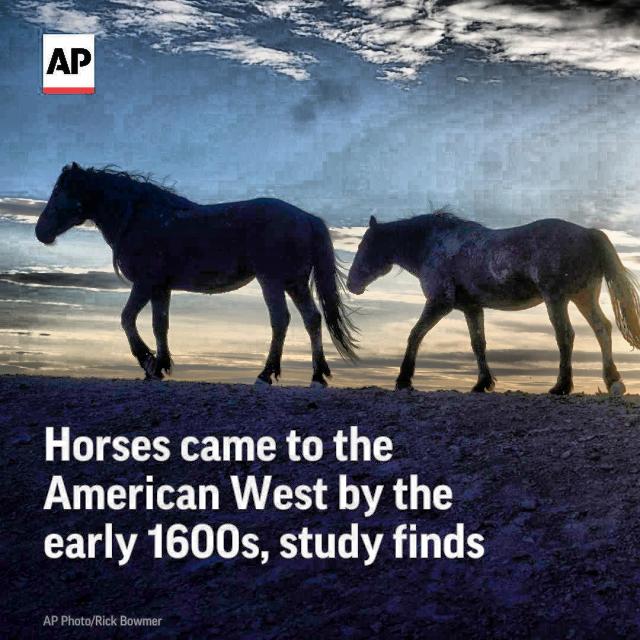 AP
Horses came to the
American West by the
early 1600s, study finds
AP Photo/Rick Bowmer